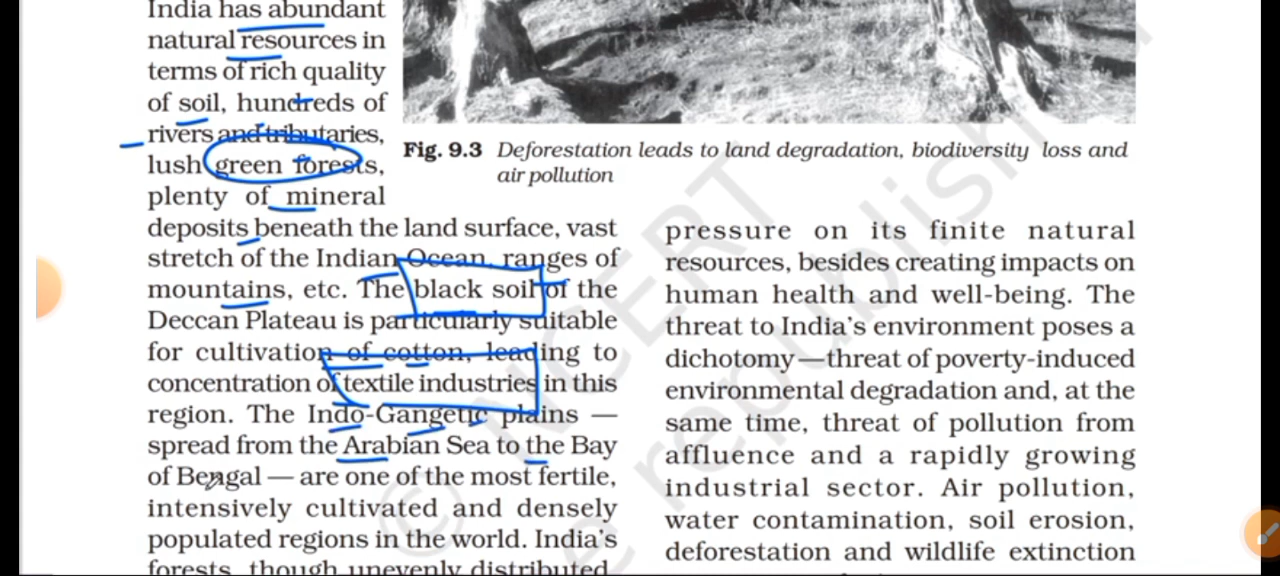 India has abundant
natural resources in
terms of rich quality
of soil, hundreds of
rivers and tributaries,
lush green forests,
plenty of mineral
deposits beneath the land surface, vast
stretch of the Indian Ocean, ranges of
mountains, etc. The black soil of the
Deccan Plateau is particularly suitable
for cultivation of cotton, leading to
concentration of textile industries in this
region. The Indo-Gangetic plains —
spread from the Arabian Sea to the Bay
of Bengal — are one of the most fertile,
intensively cultivated and densely
populated regions in the world. India's
forests, though unevenly distributed,
Fig. 9.3 Deforestation leads to land degradation, biodiversity loss and
air pollution
pressure on its finite natural
resources, besides creating impacts on
human health and well-being. The
threat to India's environment poses a
dichotomy—threat of poverty-induced
environmental degradation and, at the
same time, threat of pollution from
affluence and a rapidly growing
industrial sector. Air pollution,
water contamination, soil erosion,
deforestation and wildlife extinction
© NCERT
be republished